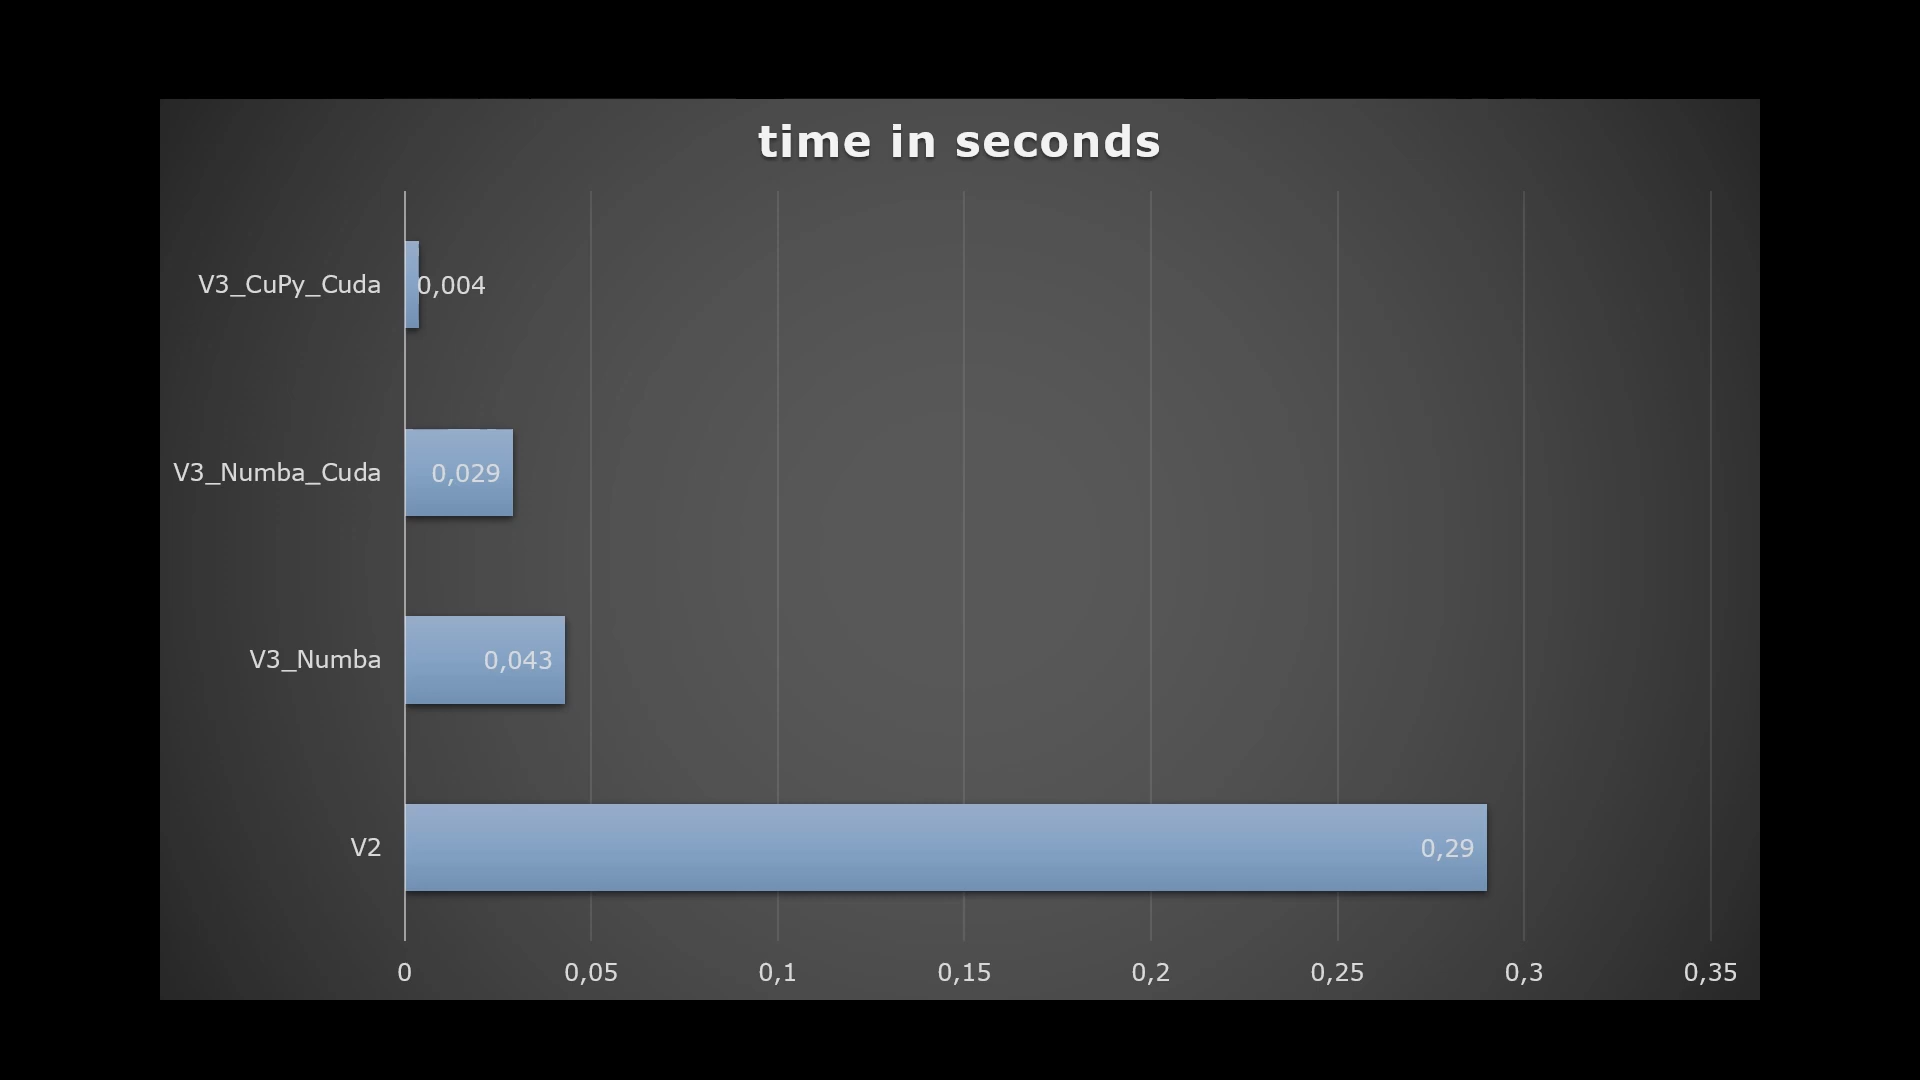 time in seconds
V3_CuPy_Cuda
0,004
V3_Numba_Cuda
0,029
V3_Numba
0,043
V2
0,29
0 0,05 0,1 0,15 0,2 0,25 0,3 0,35